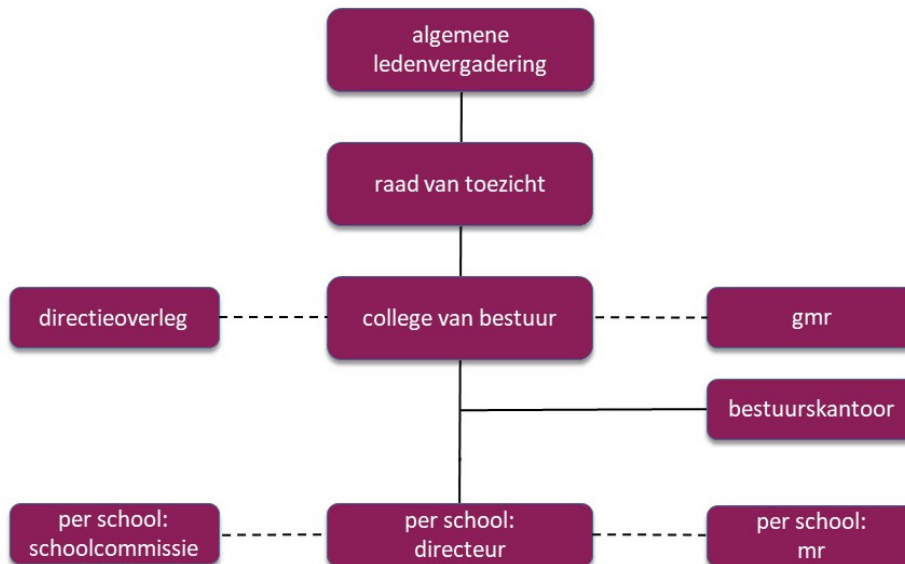 algemene
ledenvergadering
raad van toezicht
directieoverleg
college van bestuur
gmr
bestuurskantoor
per school:
schoolcommissie
per school:
directeur
per school:
mr